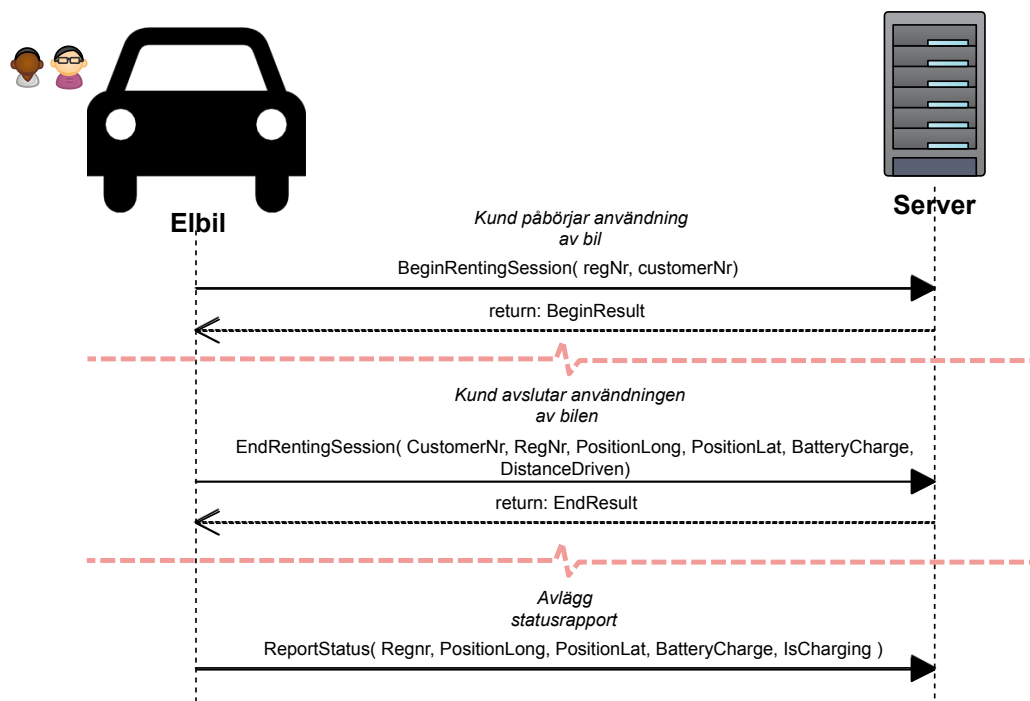 Elbil
Server
Kund påbörjar användning
av bil
BeginRentingSession( regNr, customerNr)
return: BeginResult
Kund avslutar användningen
av bilen
EndRentingSession( CustomerNr, RegNr, PositionLong, PositionLat, BatteryCharge,
DistanceDriven)
return: EndResult
Avlägg
statusrapport
ReportStatus( Regnr, PositionLong, PositionLat, BatteryCharge, IsCharging )